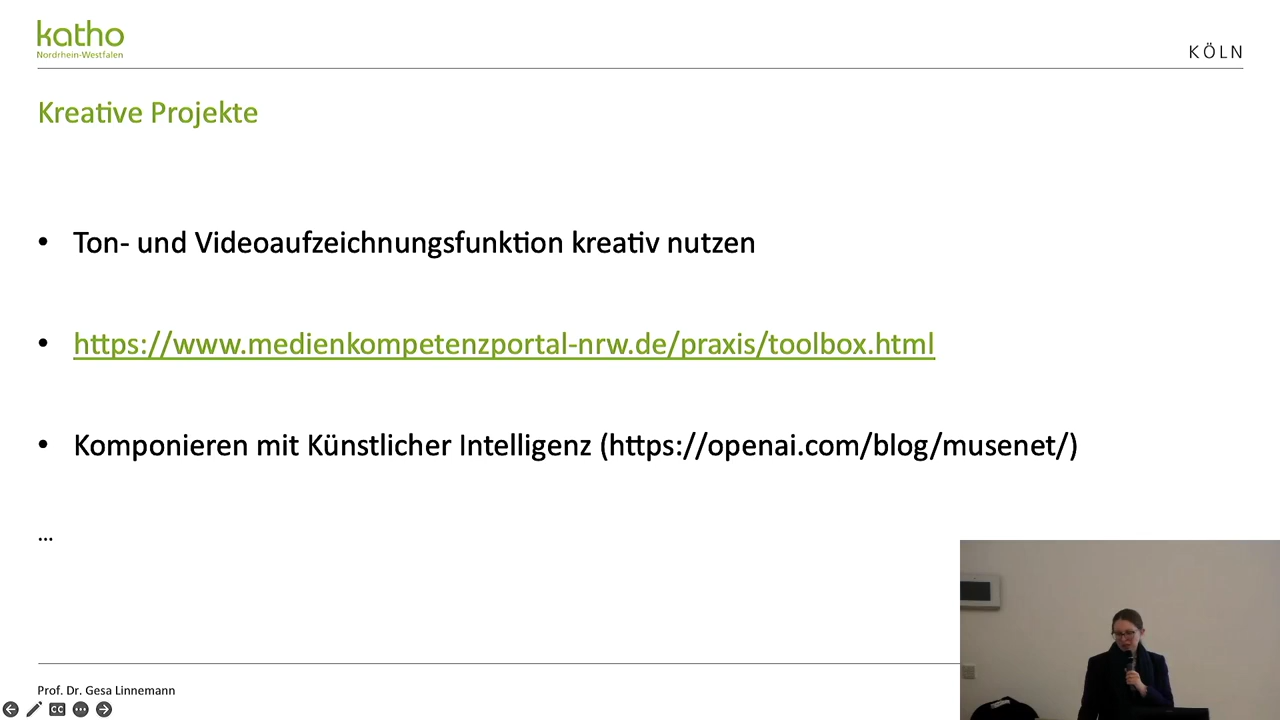 katho
Nordrhein-Westfalen
KÖLN
Kreative Projekte
• Ton- und Videoaufzeichnungsfunktion kreativ nutzen
• https://www.medienkompetenzportal-nrw.de/praxis/toolbox.html
• Komponieren mit Künstlicher Intelligenz (https://openai.com/blog/musenet/)
...
Prof. Dr. Gesa Linnemann
CC